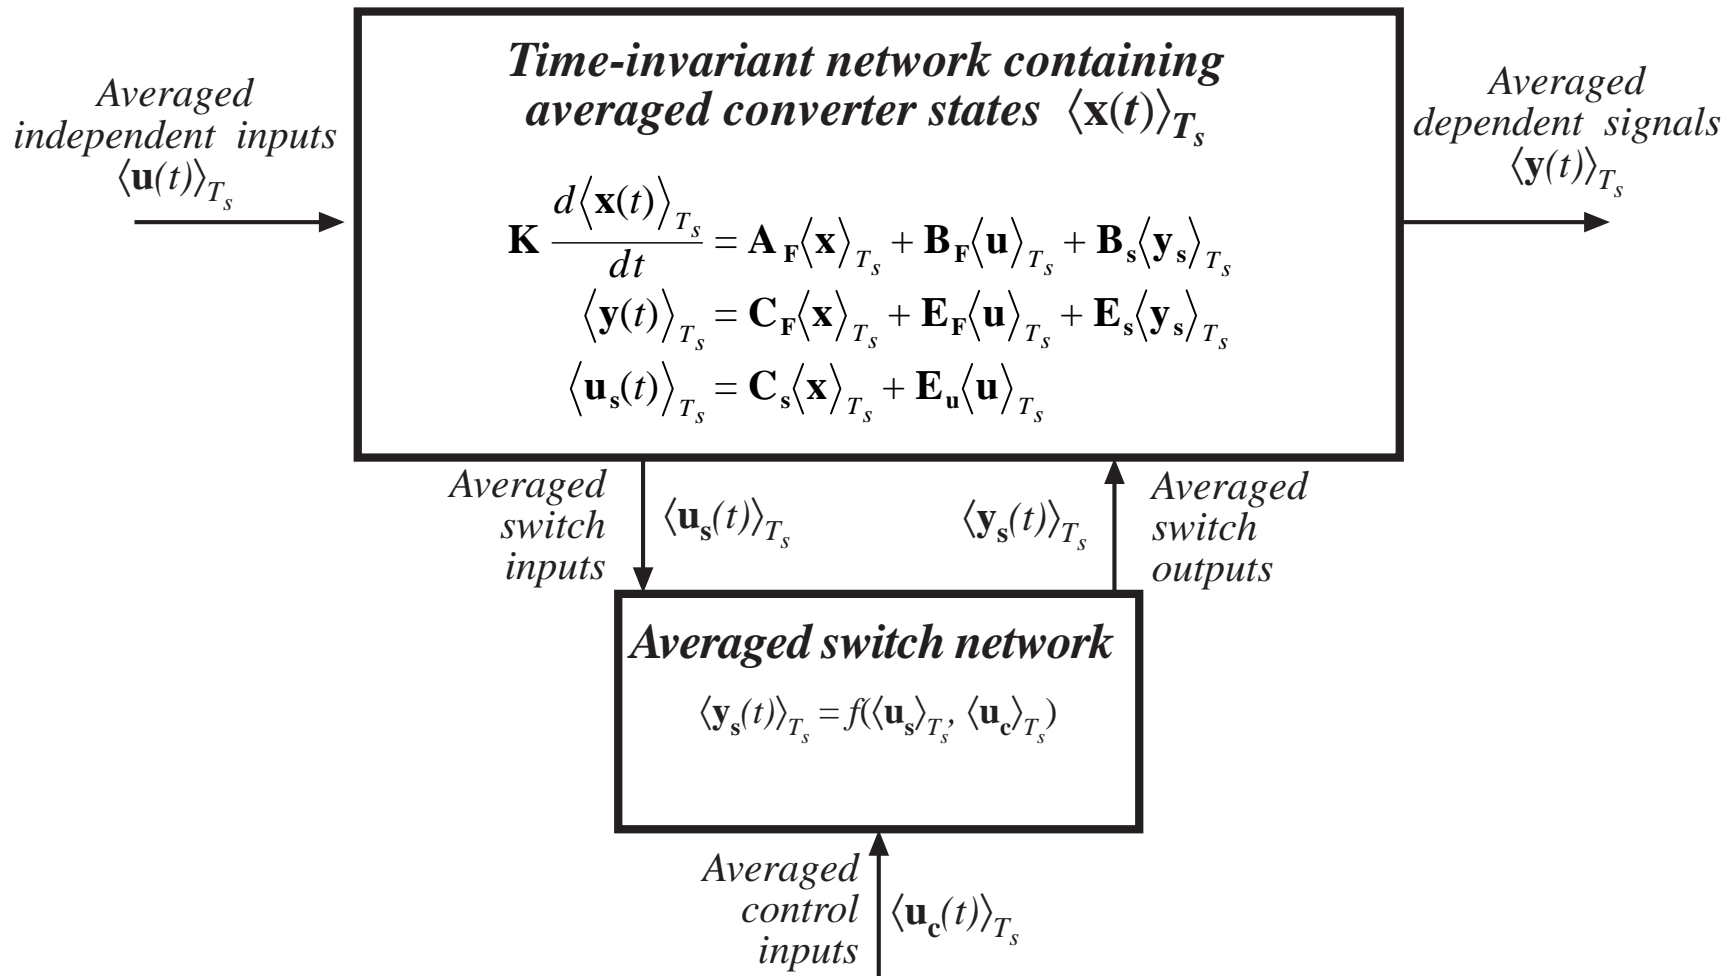 Time-invariant network containing
averaged converter states ⟨x(t)⟩_{T_s}
Averaged
independent inputs
⟨u(t)⟩_{T_s}
K d⟨x(t)⟩_{T_s}/dt = A_F⟨x⟩_{T_s} + B_F⟨u⟩_{T_s} + B_s⟨y_s⟩_{T_s}
⟨y(t)⟩_{T_s} = C_F⟨x⟩_{T_s} + E_F⟨u⟩_{T_s} + E_s⟨y_s⟩_{T_s}
⟨u_s(t)⟩_{T_s} = C_s⟨x⟩_{T_s} + E_u⟨u⟩_{T_s}
Averaged
dependent signals
⟨y(t)⟩_{T_s}
Averaged
switch
inputs
⟨u_s(t)⟩_{T_s}
⟨y_s(t)⟩_{T_s}
Averaged
switch
outputs
Averaged switch network
⟨y_s(t)⟩_{T_s} = f(⟨u_s⟩_{T_s}, ⟨u_c⟩_{T_s})
Averaged
control
inputs
⟨u_c(t)⟩_{T_s}